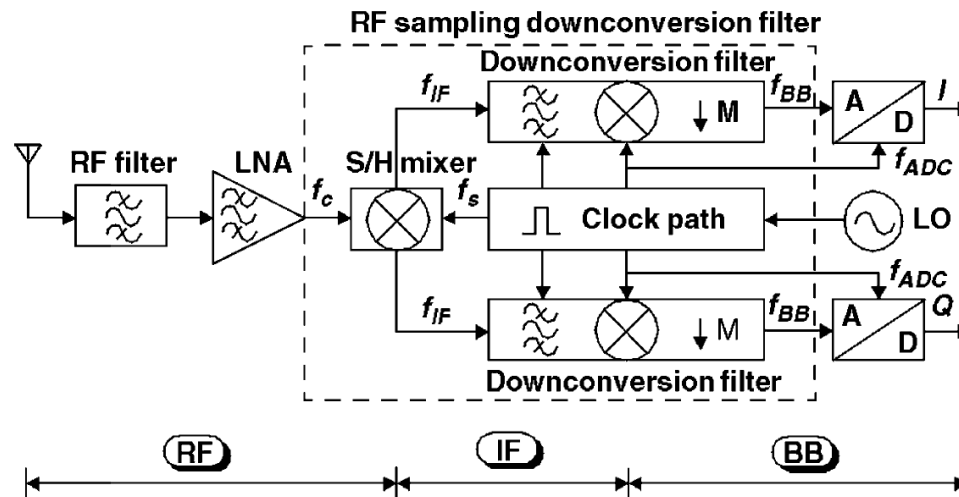 RF sampling downconversion filter
Downconversion filter
f_IF
f_BB
A
D
I
↓ M
RF filter
LNA
S/H mixer
f_c
f_s
f_ADC
Clock path
LO
f_ADC
f_IF
f_BB
A
D
Q
↓ M
Downconversion filter
RF
IF
BB